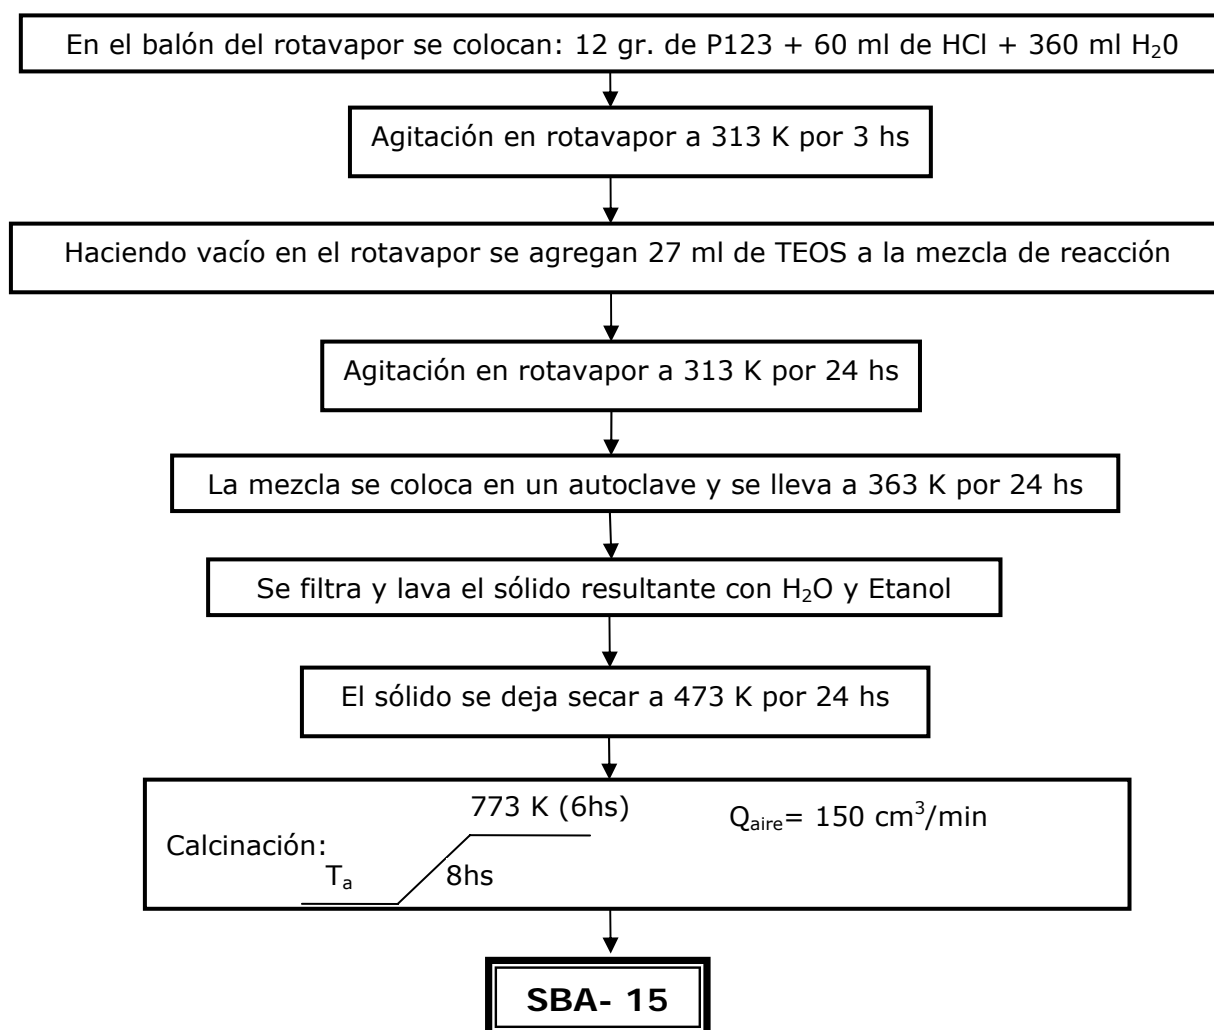 En el balón del rotavapor se colocan: 12 gr. de P123 + 60 ml de HCl + 360 ml H₂0
Agitación en rotavapor a 313 K por 3 hs
Haciendo vacío en el rotavapor se agregan 27 ml de TEOS a la mezcla de reacción
Agitación en rotavapor a 313 K por 24 hs
La mezcla se coloca en un autoclave y se lleva a 363 K por 24 hs
Se filtra y lava el sólido resultante con H₂O y Etanol
El sólido se deja secar a 473 K por 24 hs
773 K (6hs)
Qaire= 150 cm³/min
Calcinación:
Tₐ
8hs
SBA- 15